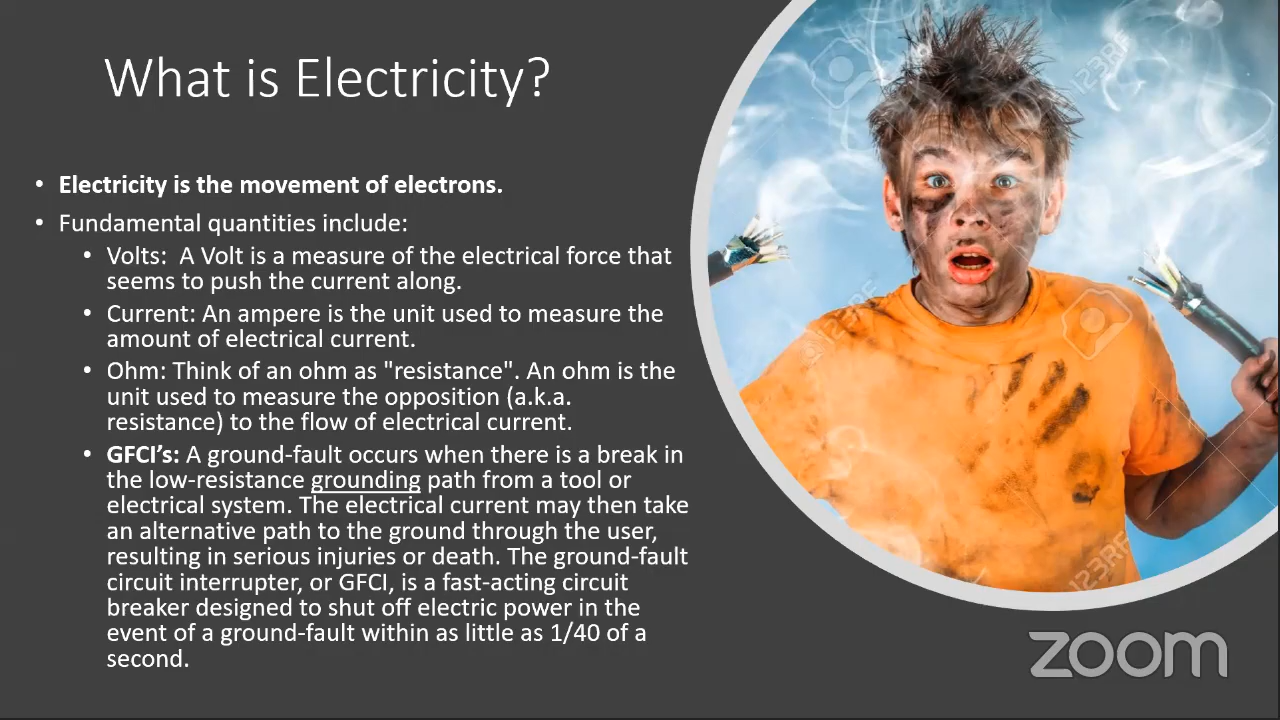 What is Electricity?
• Electricity is the movement of electrons.
• Fundamental quantities include:
• Volts:  A Volt is a measure of the electrical force that
seems to push the current along.
• Current: An ampere is the unit used to measure the
amount of electrical current.
• Ohm: Think of an ohm as "resistance". An ohm is the
unit used to measure the opposition (a.k.a.
resistance) to the flow of electrical current.
• GFCI’s: A ground-fault occurs when there is a break in
the low-resistance grounding path from a tool or
electrical system. The electrical current may then take
an alternative path to the ground through the user,
resulting in serious injuries or death. The ground-fault
circuit interrupter, or GFCI, is a fast-acting circuit
breaker designed to shut off electric power in the
event of a ground-fault within as little as 1/40 of a
second.
123RF
123RF
123RF
123RF
zoom